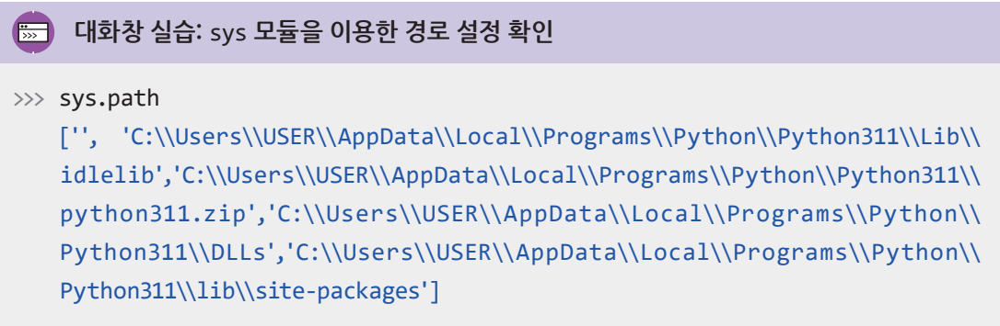 대화창 실습: sys 모듈을 이용한 경로 설정 확인
>>> sys.path
['', 'C:\\Users\\USER\\AppData\\Local\\Programs\\Python\\Python311\\Lib\\
idlelib','C:\\Users\\USER\\AppData\\Local\\Programs\\Python\\Python311\\
python311.zip','C:\\Users\\USER\\AppData\\Local\\Programs\\Python\\
Python311\\DLLs','C:\\Users\\USER\\AppData\\Local\\Programs\\Python\\
Python311\\lib\\site-packages']